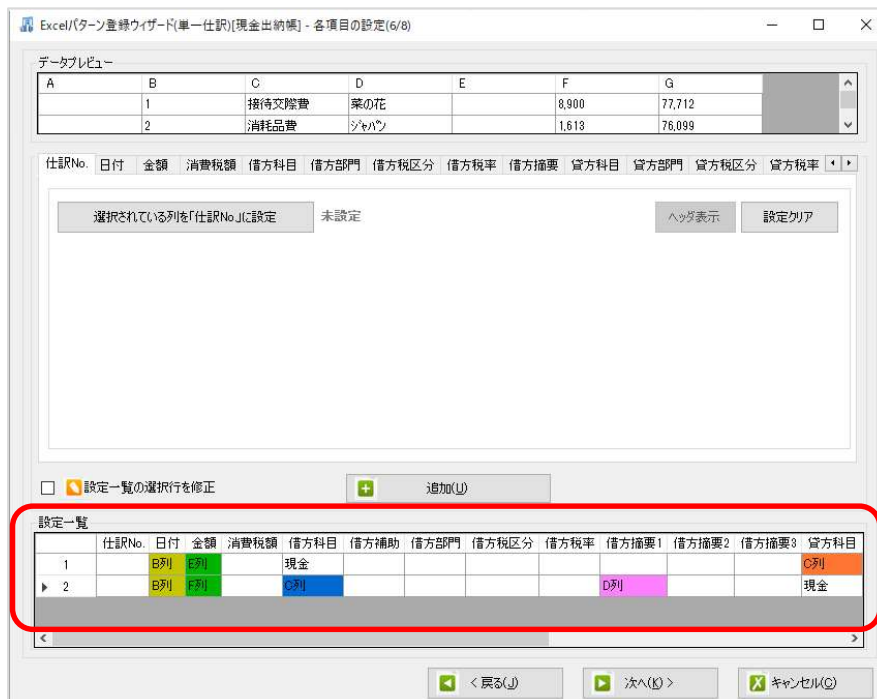 Excelパターン登録ウィザード(単一仕訳)[現金出納帳] - 各項目の設定(6/8)
データプレビュー
A B C D E F G
1 接待交際費 菜の花 8,900 77,712
2 消耗品費 ジャパン 1,613 76,099
仕訳No. 日付 金額 消費税額 借方科目 借方部門 借方税区分 借方税率 借方摘要 貸方科目 貸方部門 貸方税区分 貸方税率
選択されている列を「仕訳No.」に設定 未設定 ヘッダ表示 設定クリア
設定一覧の選択行を修正 追加(U)
設定一覧
仕訳No. 日付 金額 消費税額 借方科目 借方補助 借方部門 借方税区分 借方税率 借方摘要1 借方摘要2 借方摘要3 貸方科目
1 B列 E列 現金 C列
2 B列 F列 C列 D列 現金
< 戻る(J) 次へ(K) > キャンセル(C)